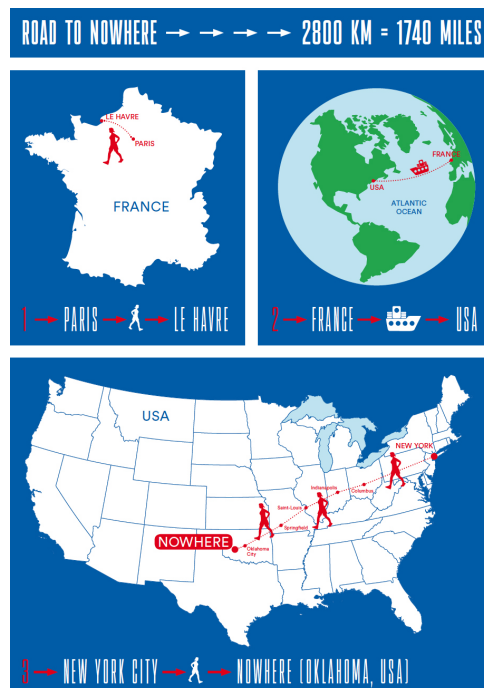 ROAD TO NOWHERE → → → → 2800 KM = 1740 MILES
LE HAVRE
PARIS
FRANCE
1 → PARIS → → LE HAVRE
FRANCE
USA
ATLANTIC
OCEAN
2 → FRANCE → → USA
USA
NEW YORK
Columbus
Indianapolis
Saint-Louis
Springfield
Oklahoma
City
NOWHERE
3 → NEW YORK CITY → → NOWHERE (OKLAHOMA, USA)